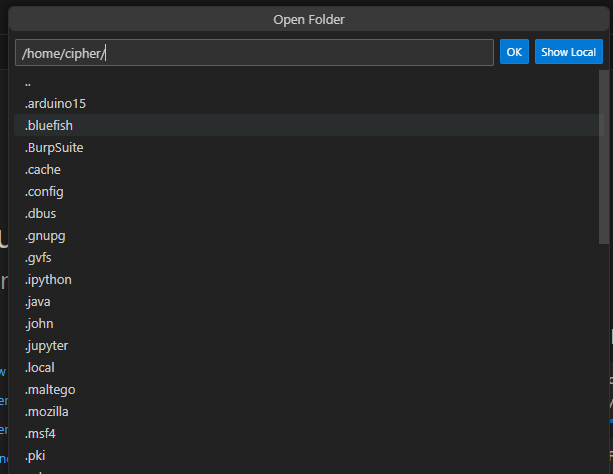 Open Folder
/home/cipher/
OK
Show Local
..
.arduino15
.bluefish
.BurpSuite
.cache
.config
.dbus
.gnupg
.gvfs
.ipython
.java
.john
.jupyter
.local
.maltego
.mozilla
.msf4
.pki